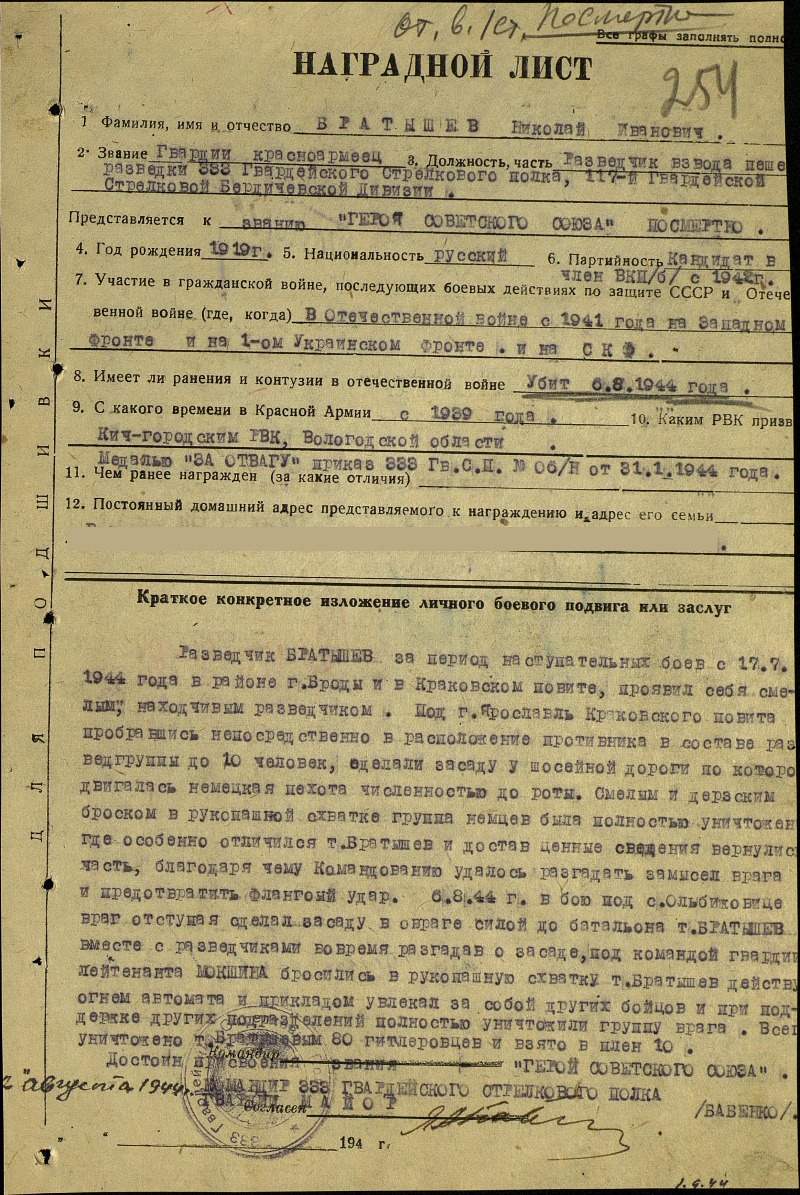 От. в. Iст. посмертно
Все графы заполнять полно
НАГРАДНОЙ ЛИСТ
254
1 Фамилия, имя и отчество БРАТЫШЕВ Николай Иванович .
2. Звание Гвардии красноармеец 3. Должность, часть Разведчик взвода пеше
разведки 333 Гвардейского Стрелкового полка, 117-й Гвардейской
Стрелковой Бердичевской Дивизии .
Представляется к званию "ГЕРОЯ СОВЕТСКОГО СОЮЗА" ПОСМЕРТНО .
4. Год рождения 1919г. 5. Национальность русский 6. Партийность Кандидат в
член ВКП/б/ с 1942г.
7. Участие в гражданской войне, последующих боевых действиях по защите СССР и Отече
венной войне (где, когда) В Отечественной войне с 1941 года на Западном
фронте и на 1-ом Украинском фронте . и на СКФ . -
8. Имеет ли ранения и контузии в отечественной войне Убит 6.8.1944 года .
9. С какого времени в Красной Армии с 1939 года . 10. Каким РВК призв
Кич-городским РВК, Вологодской области .
Медалью "ЗА ОТВАГУ" приказ 333 Гв.С.П. № 06/Н от 31.1.1944 года.
11. Чем ранее награжден (за какие отличия)
12. Постоянный домашний адрес представляемого к награждению и адрес его семьи
ДЛЯ ПОДШИВКИ
Краткое конкретное изложение личного боевого подвига или заслуг
Разведчик БРАТЫШЕВ за период наступательных боев с 17.7.
1944 года в районе г.Броды и в Краковском повите, проявил себя сме-
лым, находчивым разведчиком . Под г.Ярославль Краковского повита
пробравшись непосредственно в расположение противника в составе раз
ведгруппы до 10 человек, сделали засаду у шосейной дороги по которо
двигалась немецкая пехота численностью до роты. Смелым и дерзским
броском в рукопашной схватке группа немцев была полностью уничтожен
где особенно отличился т.Братышев и достав ценные сведения вернулис
часть, благодаря чему Командованию удалось разгадать замысел врага
и предотвратить фланговый удар. 6.8.44 г. в бою под с.Ольбиковице
враг отступая сделал засаду в овраге силой до батальона т.БРАТЫШЕВ
вместе с разведчиками вовремя разгадав о засаде, под командой гвардии
лейтенанта МОКШИНА бросились в рукопашную схватку т.Братышев действу
огнем автомата и прикладом увлекал за собой других бойцов и при под-
держке других подразделений полностью уничтожили группу врага . Всег
уничтожено т.Братышевым 80 гитлеровцев и взято в плен 10 .
Командир
Достоин присвоения звания "ГЕРОЙ СОВЕТСКОГО СОЮЗА" .
2 "августа 1944. КОМАНДИР 333 ГВАРДЕЙСКОГО СТРЕЛКОВОГО ПОЛКА
ГВАРДИИ МАЙОР /БАБЕНКО/.
Согласен
" " 194 г.
1.9.44